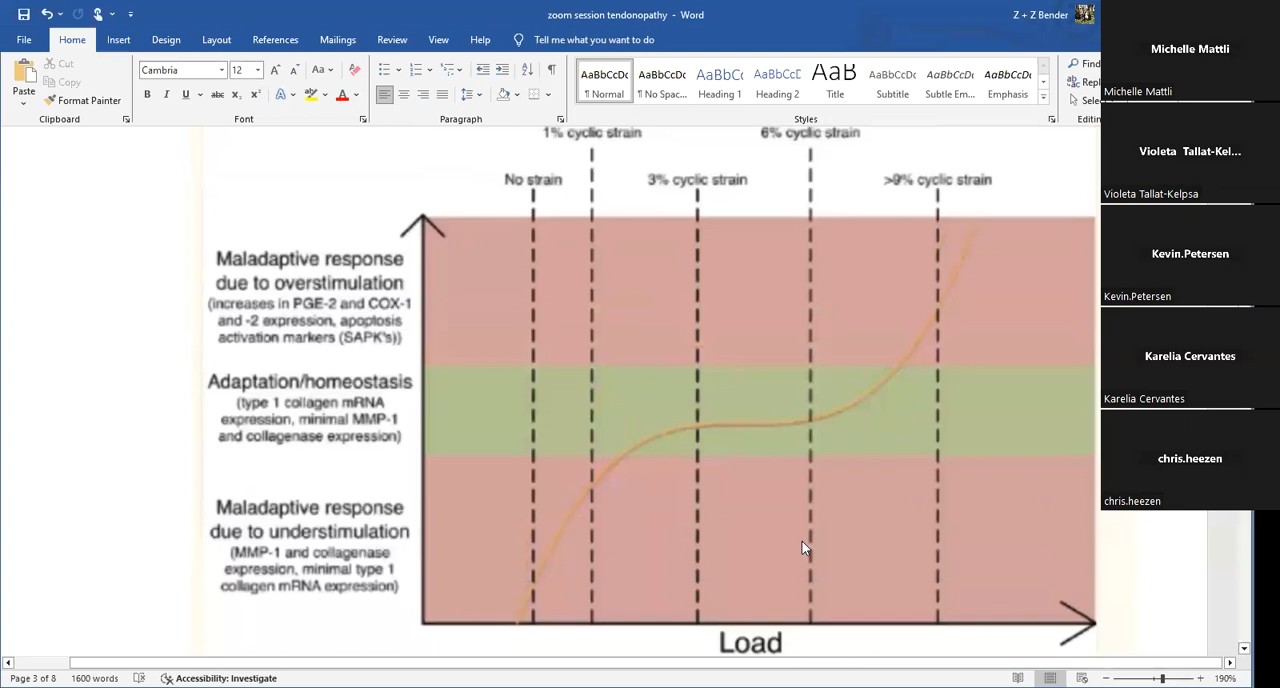 zoom session tendonopathy - Word
Z + Z Bender
File Home Insert Design Layout References Mailings Review View Help Tell me what you want to do
Paste
Cut
Copy
Format Painter
Clipboard
Cambria 12
Font
Paragraph
AaBbCcDc AaBbCcDc AaBbCc AaBbCcD AaB AaBbCcD AaBbCcD AaBbCcDc
¶ Normal ¶ No Spac... Heading 1 Heading 2 Title Subtitle Subtle Em... Emphasis
Styles
Find
Repl
Sele
Editin
1% cyclic strain 6% cyclic strain
No strain 3% cyclic strain >9% cyclic strain
Maladaptive response
due to overstimulation
(increases in PGE-2 and COX-1
and -2 expression, apoptosis
activation markers (SAPK's))
Adaptation/homeostasis
(type 1 collagen mRNA
expression, minimal MMP-1
and collagenase expression)
Maladaptive response
due to understimulation
(MMP-1 and collagenase
expression, minimal type 1
collagen mRNA expression)
Load
Michelle Mattli
Michelle Mattli
Violeta Tallat-Kel...
Violeta Tallat-Kelpsa
Kevin.Petersen
Kevin.Petersen
Karelia Cervantes
Karelia Cervantes
chris.heezen
chris.heezen
Page 3 of 8 1600 words Accessibility: Investigate 190%